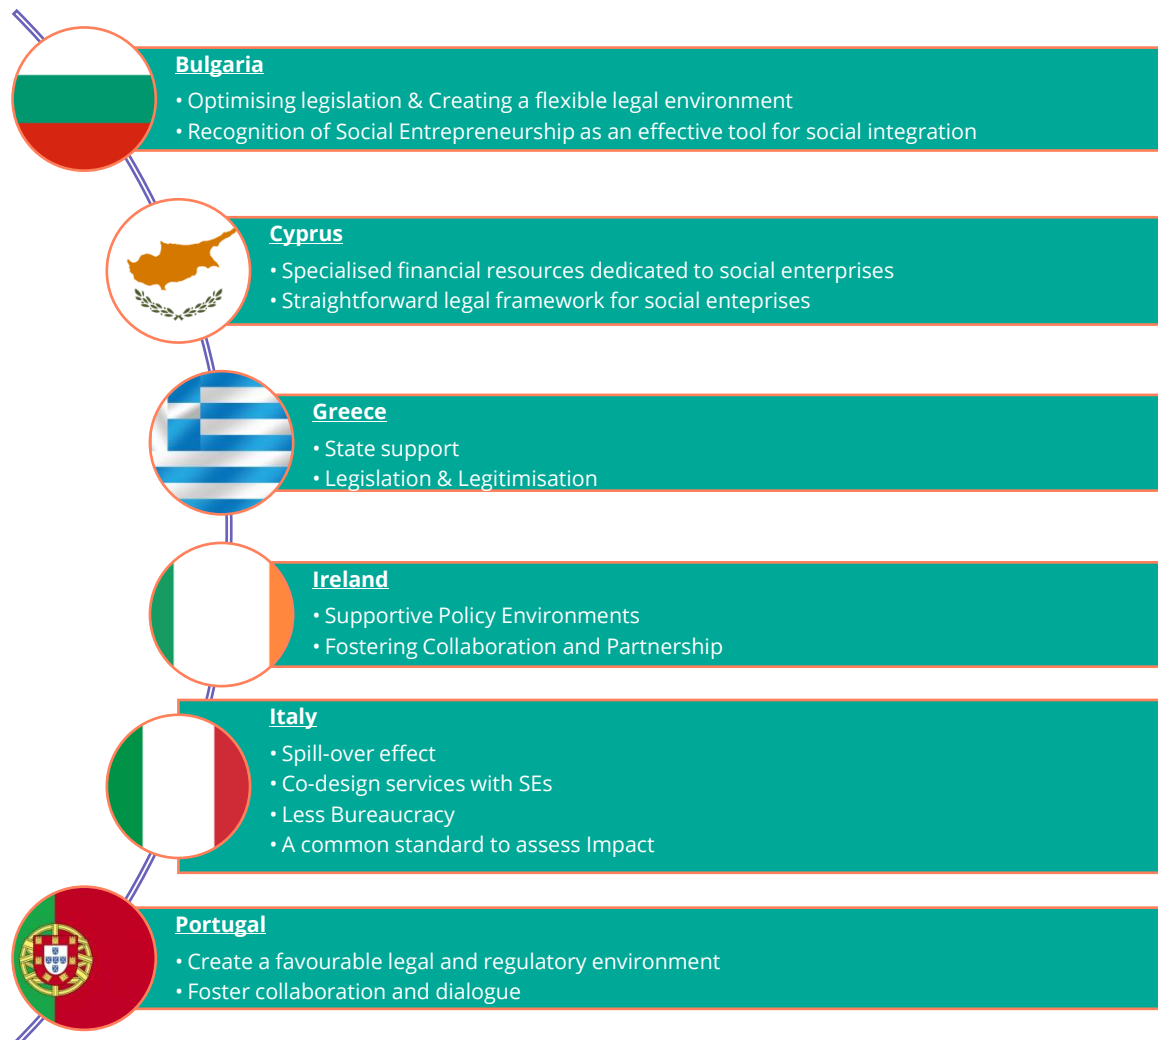 Bulgaria
• Optimising legislation & Creating a flexible legal environment
• Recognition of Social Entrepreneurship as an effective tool for social integration
Cyprus
• Specialised financial resources dedicated to social enterprises
• Straightforward legal framework for social enteprises
Greece
• State support
• Legislation & Legitimisation
Ireland
• Supportive Policy Environments
• Fostering Collaboration and Partnership
Italy
• Spill-over effect
• Co-design services with SEs
• Less Bureaucracy
• A common standard to assess Impact
Portugal
• Create a favourable legal and regulatory environment
• Foster collaboration and dialogue